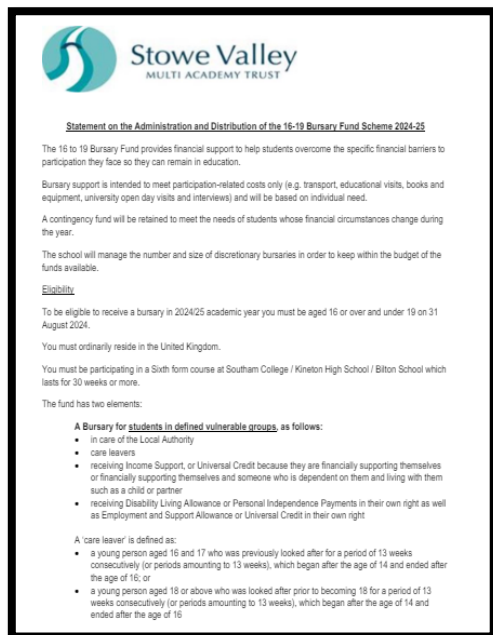 Stowe Valley
MULTI ACADEMY TRUST
Statement on the Administration and Distribution of the 16-19 Bursary Fund Scheme 2024-25
The 16 to 19 Bursary Fund provides financial support to help students overcome the specific financial barriers to
participation they face so they can remain in education.
Bursary support is intended to meet participation-related costs only (e.g. transport, educational visits, books and
equipment, university open day visits and interviews) and will be based on individual need.
A contingency fund will be retained to meet the needs of students whose financial circumstances change during
the year.
The school will manage the number and size of discretionary bursaries in order to keep within the budget of the
funds available.
Eligibility
To be eligible to receive a bursary in 2024/25 academic year you must be aged 16 or over and under 19 on 31
August 2024.
You must ordinarily reside in the United Kingdom.
You must be participating in a Sixth form course at Southam College / Kineton High School / Bilton School which
lasts for 30 weeks or more.
The fund has two elements:
A Bursary for students in defined vulnerable groups, as follows:
• in care of the Local Authority
• care leavers
• receiving Income Support, or Universal Credit because they are financially supporting themselves
or financially supporting themselves and someone who is dependent on them and living with them
such as a child or partner
• receiving Disability Living Allowance or Personal Independence Payments in their own right as well
as Employment and Support Allowance or Universal Credit in their own right
A 'care leaver' is defined as:
• a young person aged 16 and 17 who was previously looked after for a period of 13 weeks
consecutively (or periods amounting to 13 weeks), which began after the age of 14 and ended after
the age of 16; or
• a young person aged 18 or above who was looked after prior to becoming 18 for a period of 13
weeks consecutively (or periods amounting to 13 weeks), which began after the age of 14 and
ended after the age of 16